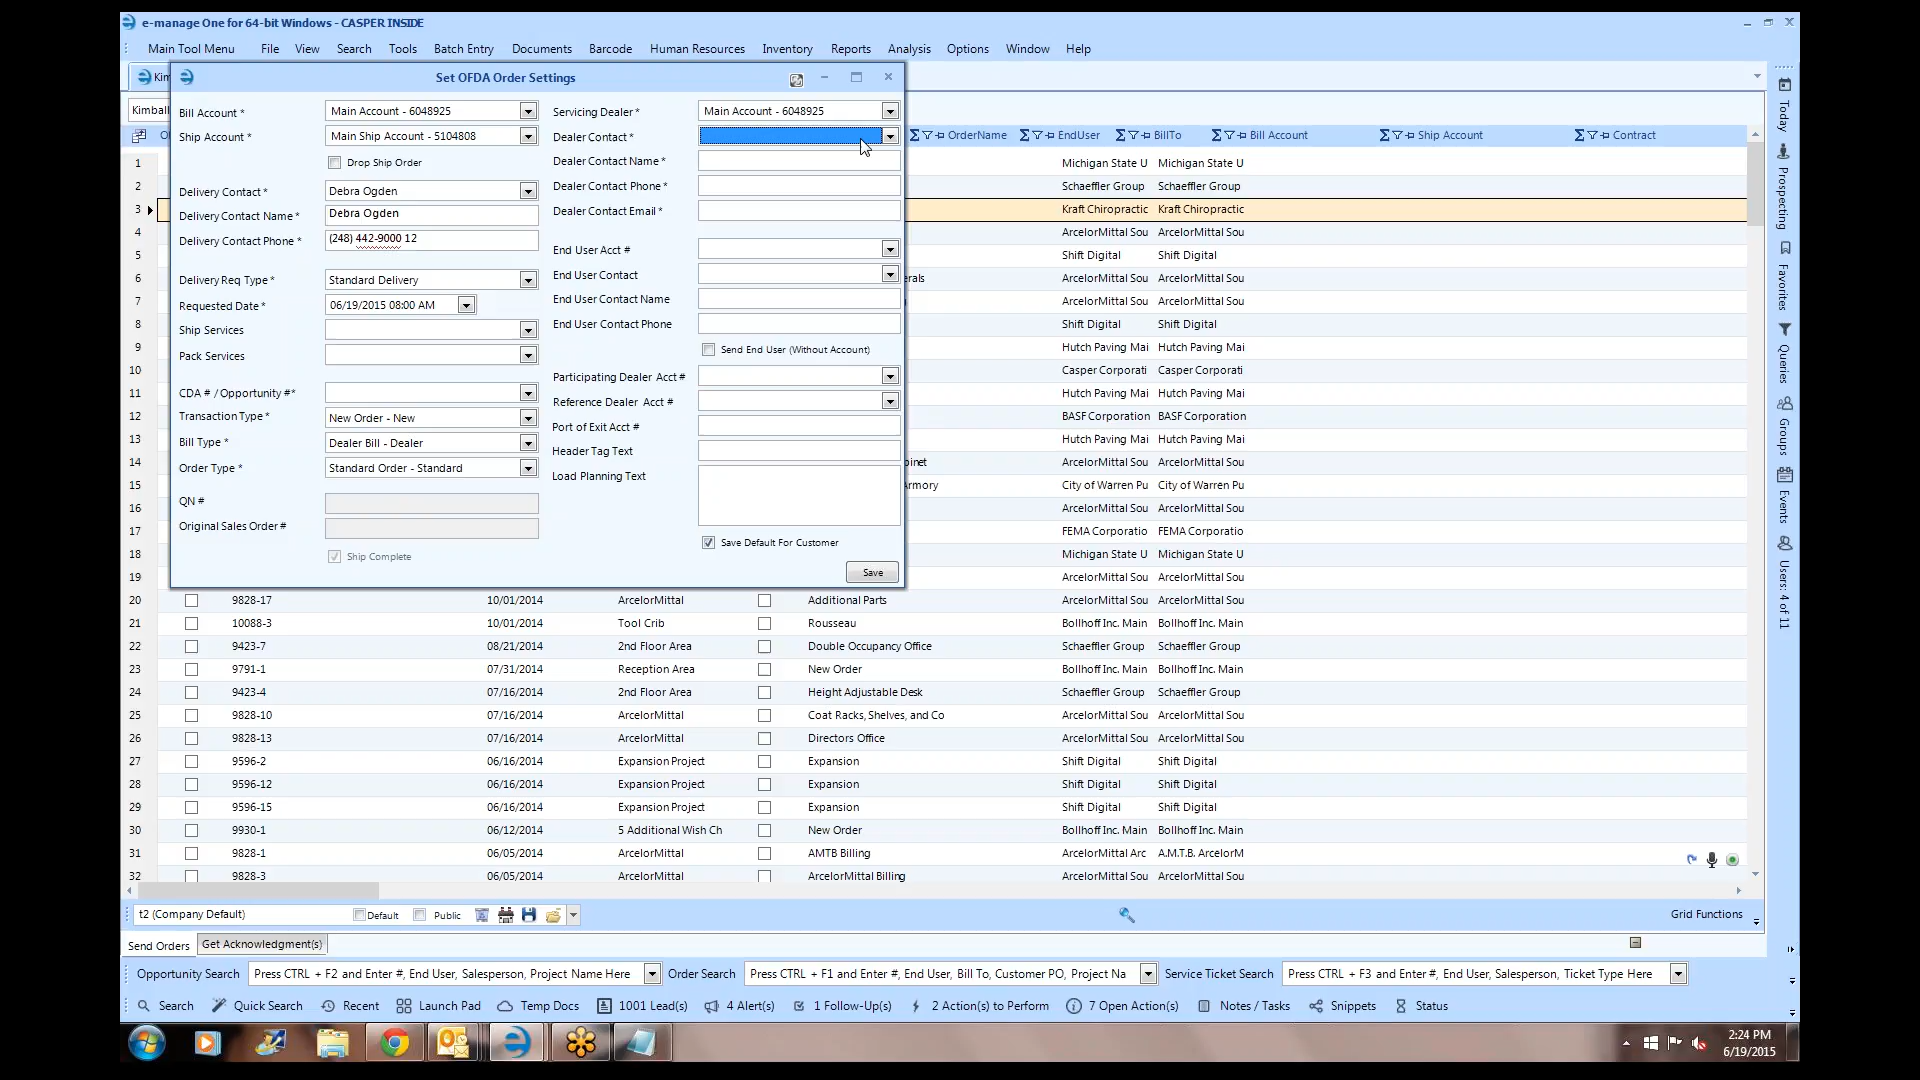 e-manage One for 64-bit Windows - CASPER INSIDE
Main Tool Menu File View Search Tools Batch Entry Documents Barcode Human Resources Inventory Reports Analysis Options Window Help
Set OFDA Order Settings
Bill Account * Main Account - 6048925
Ship Account * Main Ship Account - 5104808
Drop Ship Order
Delivery Contact * Debra Ogden
Delivery Contact Name * Debra Ogden
Delivery Contact Phone * (248) 442-9000 12
Delivery Req Type * Standard Delivery
Requested Date * 06/19/2015 08:00 AM
Ship Services
Pack Services
CDA # / Opportunity #*
Transaction Type * New Order - New
Bill Type * Dealer Bill - Dealer
Order Type * Standard Order - Standard
QN #
Original Sales Order #
Ship Complete
Servicing Dealer * Main Account - 6048925
Dealer Contact *
Dealer Contact Name *
Dealer Contact Phone *
Dealer Contact Email *
End User Acct #
End User Contact
End User Contact Name
End User Contact Phone
Send End User (Without Account)
Participating Dealer Acct #
Reference Dealer Acct #
Port of Exit Acct #
Header Tag Text
Load Planning Text
Save Default For Customer
Save
Kimball
OrderName EndUser BillTo Bill Account Ship Account Contract
1 Michigan State U Michigan State U
2 Schaeffler Group Schaeffler Group
3 Kraft Chiropractic Kraft Chiropractic
4 ArcelorMittal Sou ArcelorMittal Sou
5 Shift Digital Shift Digital
6 erals ArcelorMittal Sou ArcelorMittal Sou
7 ArcelorMittal Sou ArcelorMittal Sou
8 Shift Digital Shift Digital
9 Hutch Paving Mai Hutch Paving Mai
10 Casper Corporati Casper Corporati
11 Hutch Paving Mai Hutch Paving Mai
12 BASF Corporation BASF Corporation
13 Hutch Paving Mai Hutch Paving Mai
14 inet ArcelorMittal Sou ArcelorMittal Sou
15 Armory City of Warren Pu City of Warren Pu
16 ArcelorMittal Sou ArcelorMittal Sou
17 FEMA Corporatio FEMA Corporatio
18 Michigan State U Michigan State U
19 ArcelorMittal Sou ArcelorMittal Sou
20 9828-17 10/01/2014 ArcelorMittal Additional Parts ArcelorMittal Sou ArcelorMittal Sou
21 10088-3 10/01/2014 Tool Crib Rousseau Bollhoff Inc. Main Bollhoff Inc. Main
22 9423-7 08/21/2014 2nd Floor Area Double Occupancy Office Schaeffler Group Schaeffler Group
23 9791-1 07/31/2014 Reception Area New Order Bollhoff Inc. Main Bollhoff Inc. Main
24 9423-4 07/16/2014 2nd Floor Area Height Adjustable Desk Schaeffler Group Schaeffler Group
25 9828-10 07/16/2014 ArcelorMittal Coat Racks, Shelves, and Co ArcelorMittal Sou ArcelorMittal Sou
26 9828-13 07/16/2014 ArcelorMittal Directors Office ArcelorMittal Sou ArcelorMittal Sou
27 9596-2 06/16/2014 Expansion Project Expansion Shift Digital Shift Digital
28 9596-12 06/16/2014 Expansion Project Expansion Shift Digital Shift Digital
29 9596-15 06/16/2014 Expansion Project Expansion Shift Digital Shift Digital
30 9930-1 06/12/2014 5 Additional Wish Ch New Order Bollhoff Inc. Main Bollhoff Inc. Main
31 9828-1 06/05/2014 ArcelorMittal AMTB Billing ArcelorMittal Arc A.M.T.B. ArcelorM
32 9828-3 06/05/2014 ArcelorMittal ArcelorMittal Billing ArcelorMittal Sou ArcelorMittal Sou
Today
Prospecting
Favorites
Queries
Groups
Events
Users: 4 of 11
t2 (Company Default) Default Public Grid Functions
Send Orders Get Acknowledgment(s)
Opportunity Search Press CTRL + F2 and Enter #, End User, Salesperson, Project Name Here Order Search Press CTRL + F1 and Enter #, End User, Bill To, Customer PO, Project Na Service Ticket Search Press CTRL + F3 and Enter #, End User, Salesperson, Ticket Type Here
Search Quick Search Recent Launch Pad Temp Docs 1001 Lead(s) 4 Alert(s) 1 Follow-Up(s) 2 Action(s) to Perform 7 Open Action(s) Notes / Tasks Snippets Status
2:24 PM
6/19/2015